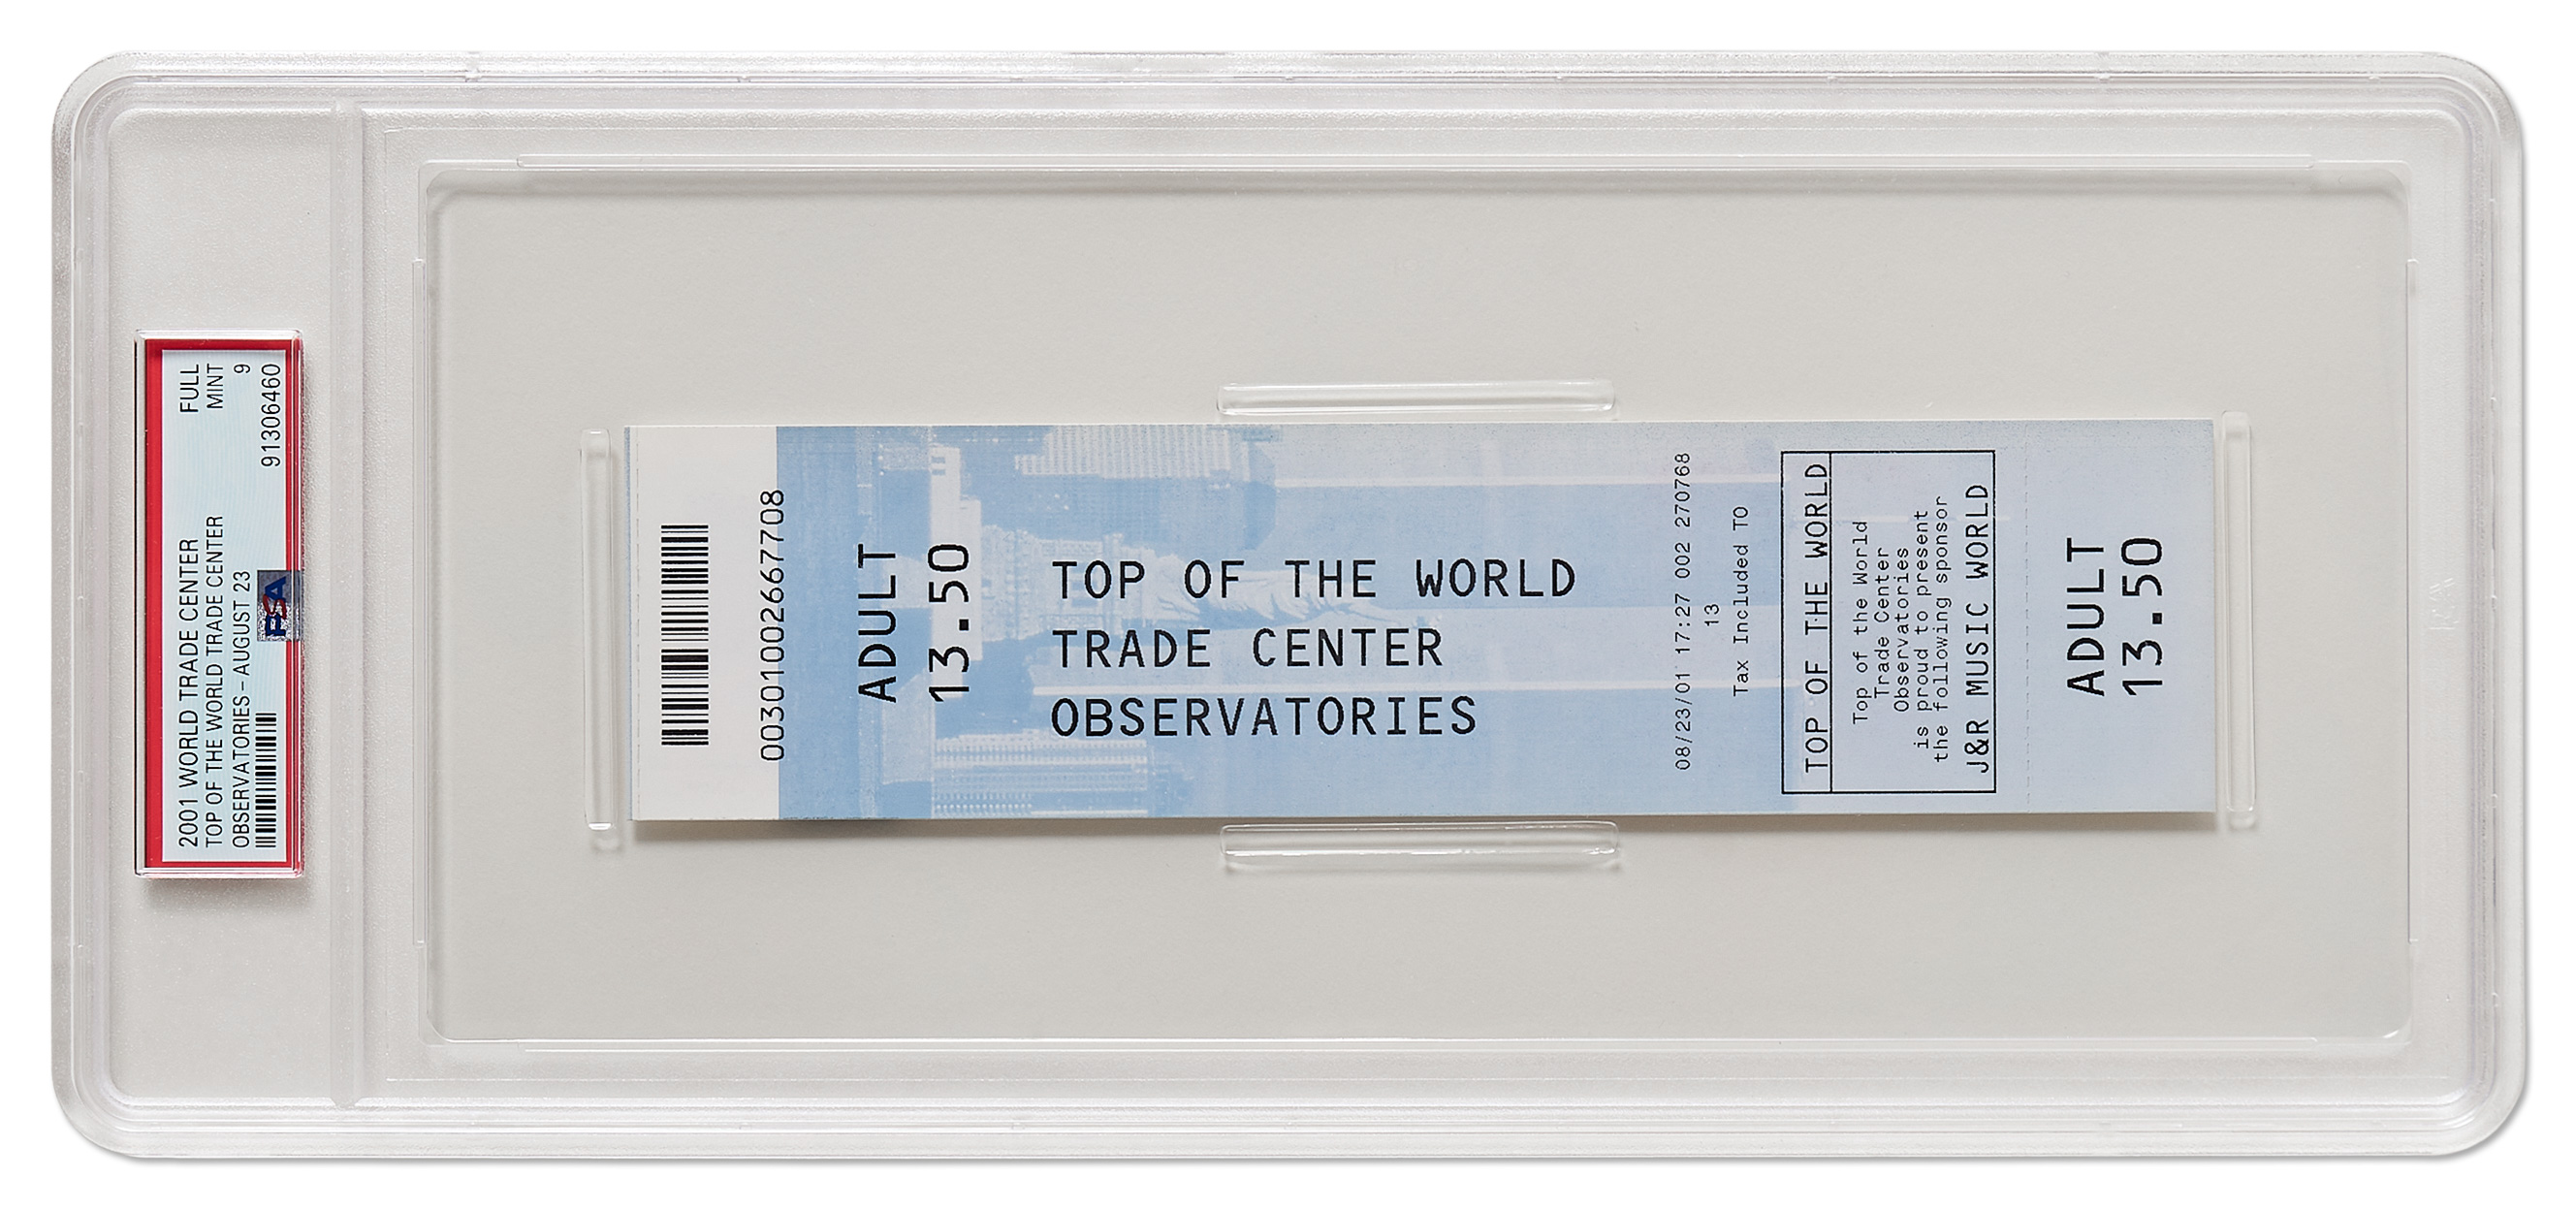 2001 WORLD TRADE CENTER FULL
TOP OF THE WORLD TRADE CENTER MINT
OBSERVATORIES - AUGUST 23 9
91306460
PSA
003010002667708
ADULT
13.50
TOP OF THE WORLD
TRADE CENTER
OBSERVATORIES
08/23/01 17:27 002 270768
13
Tax Included TO
TOP OF THE WORLD
Top of the World
Trade Center
Observatories
is proud to present
the following sponsor
J&R MUSIC WORLD
ADULT
13.50